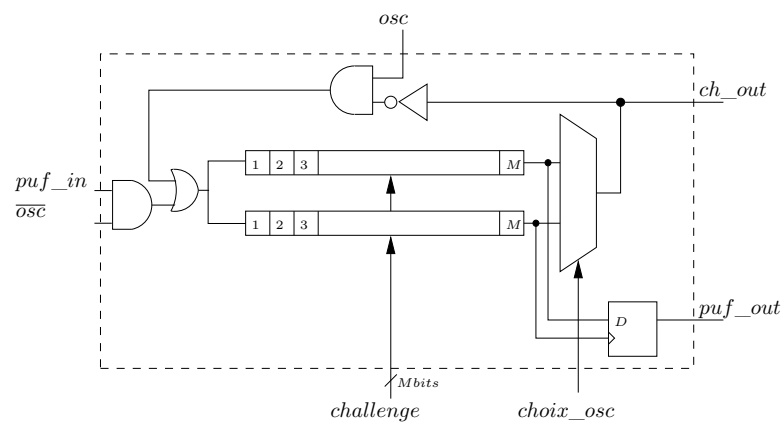 osc
ch_out
puf_in
1 2 3 M
osc
1 2 3 M
puf_out
D
Mbits
challenge
choix_osc